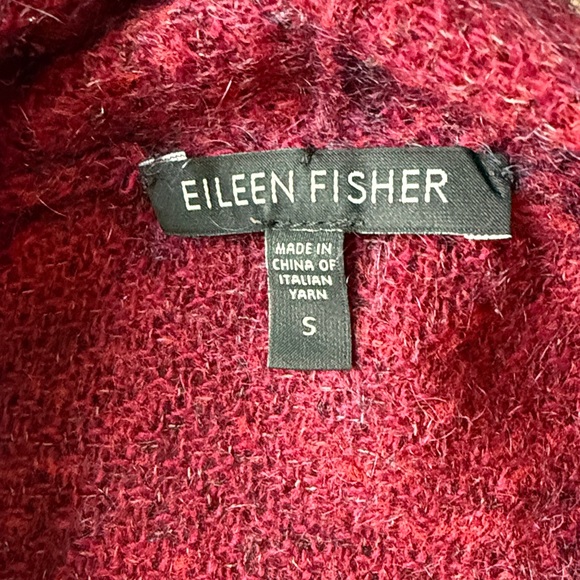 EILEEN FISHER
MADE IN
CHINA OF
ITALIAN
YARN
S